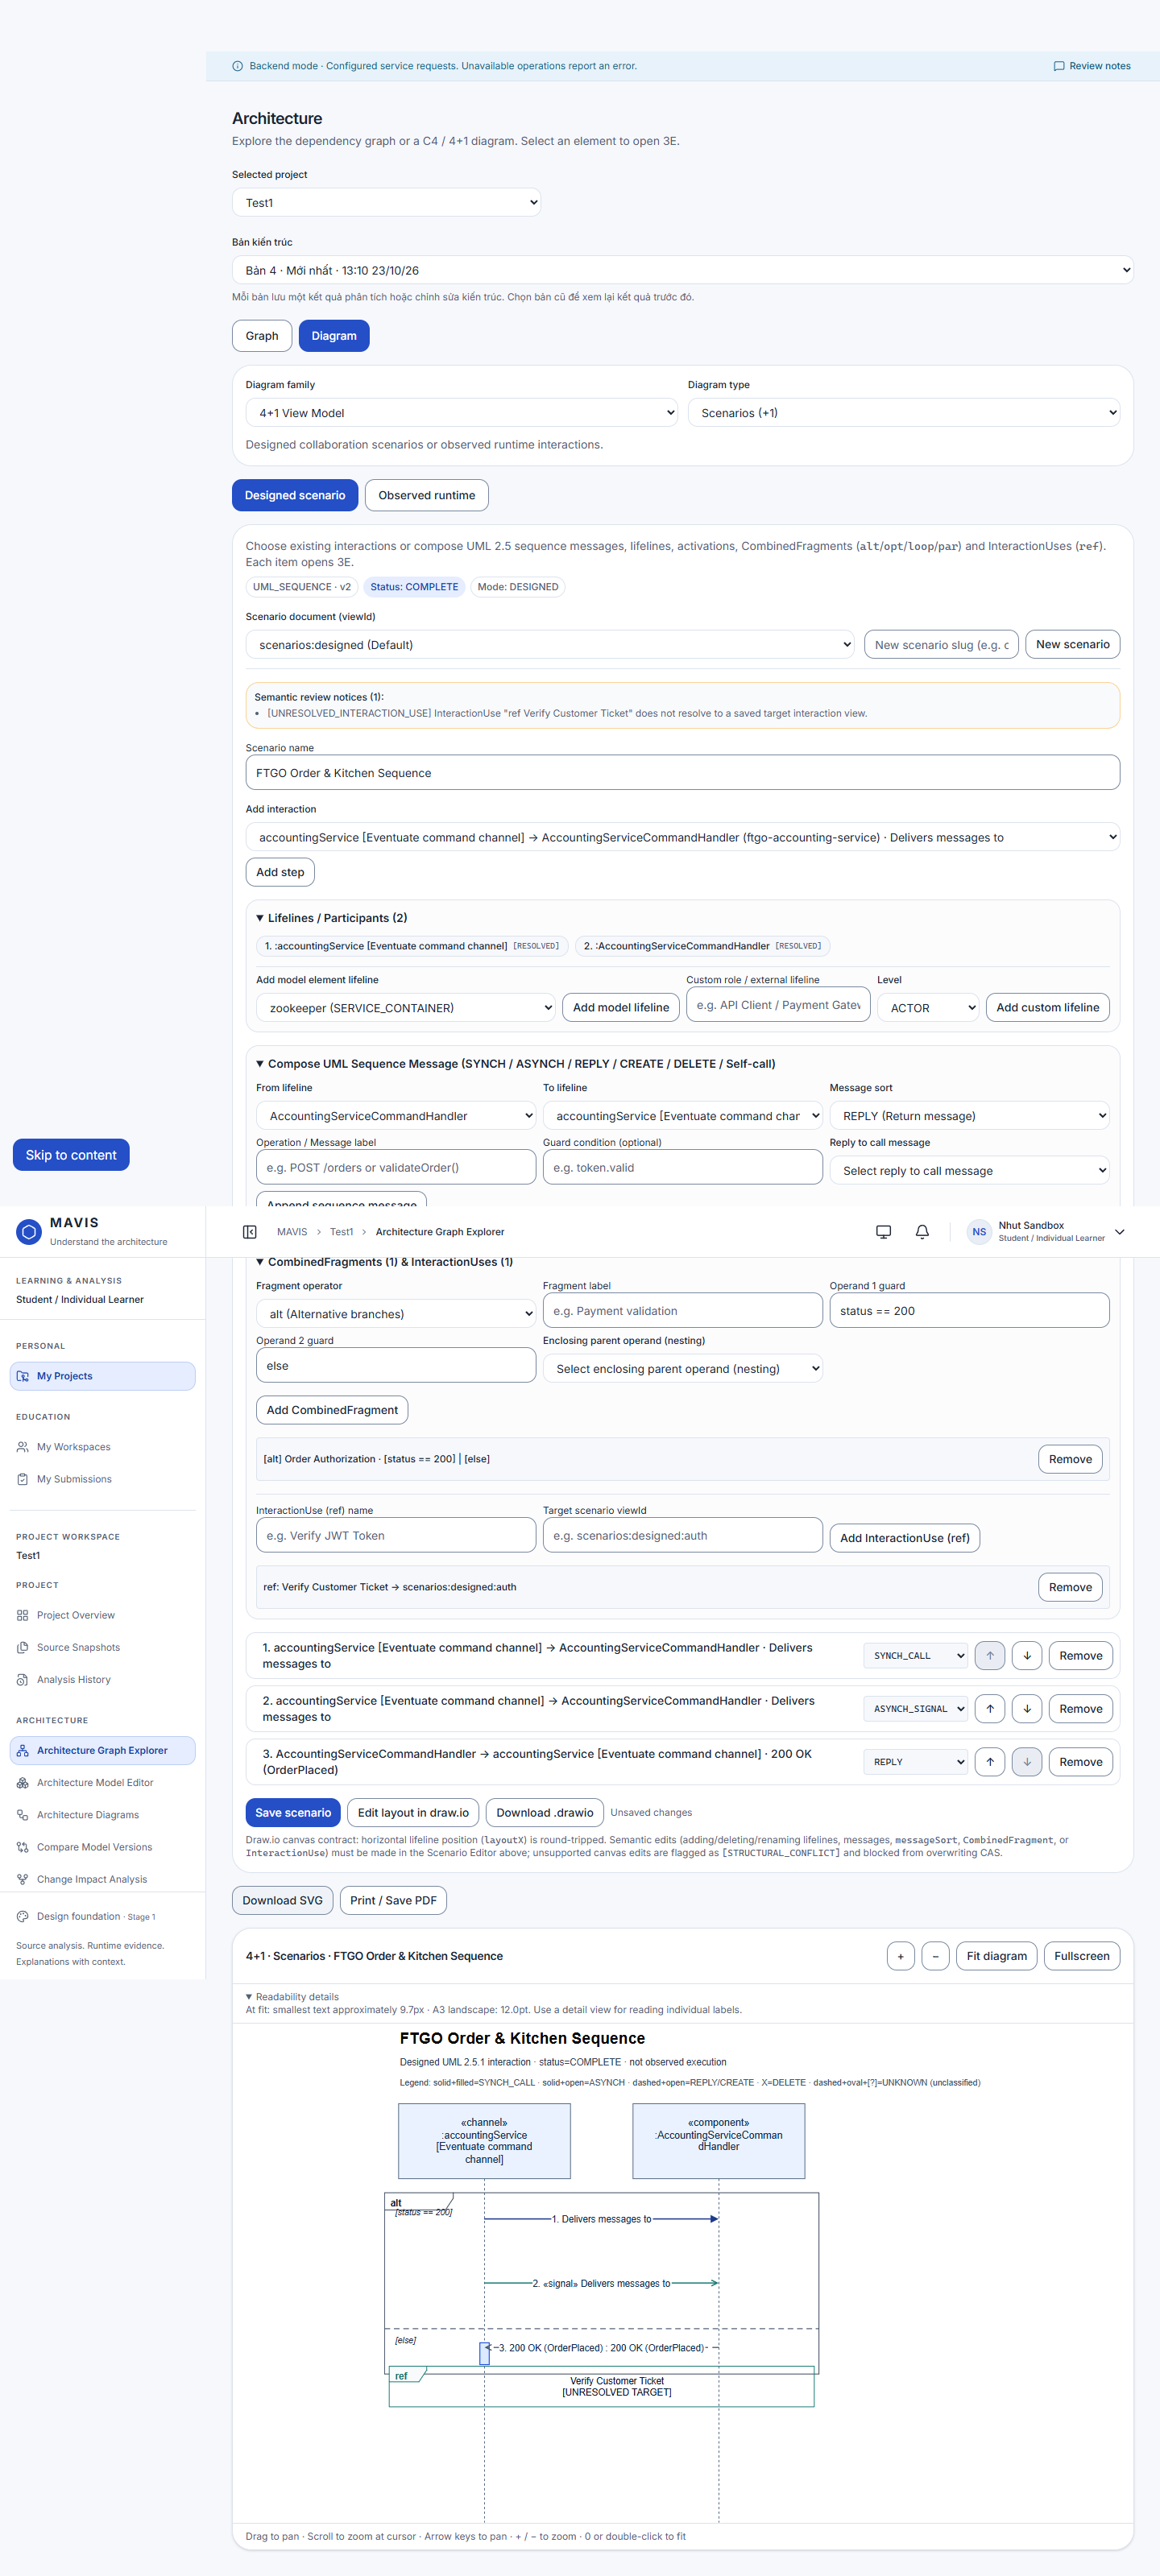 Backend mode · Configured service requests. Unavailable operations report an error.
Review notes
Architecture
Explore the dependency graph or a C4 / 4+1 diagram. Select an element to open 3E.
Selected project
Test1
Bản kiến trúc
Bản 4 · Mới nhất · 13:10 23/10/26
Mỗi bản lưu một kết quả phân tích hoặc chỉnh sửa kiến trúc. Chọn bản cũ để xem lại kết quả trước đó.
Graph
Diagram
Diagram family
Diagram type
4+1 View Model
Scenarios (+1)
Designed collaboration scenarios or observed runtime interactions.
Designed scenario
Observed runtime
Choose existing interactions or compose UML 2.5 sequence messages, lifelines, activations, CombinedFragments (alt/opt/loop/par) and InteractionUses (ref).
Each item opens 3E.
UML_SEQUENCE · v2
Status: COMPLETE
Mode: DESIGNED
Scenario document (viewId)
scenarios:designed (Default)
New scenario slug (e.g. c
New scenario
Semantic review notices (1):
• [UNRESOLVED_INTERACTION_USE] InteractionUse "ref Verify Customer Ticket" does not resolve to a saved target interaction view.
Scenario name
FTGO Order & Kitchen Sequence
Add interaction
accountingService [Eventuate command channel] → AccountingServiceCommandHandler (ftgo-accounting-service) · Delivers messages to
Add step
▼ Lifelines / Participants (2)
1. :accountingService [Eventuate command channel] [RESOLVED]
2. :AccountingServiceCommandHandler [RESOLVED]
Add model element lifeline
Custom role / external lifeline
Level
zookeeper (SERVICE_CONTAINER)
Add model lifeline
e.g. API Client / Payment Gatew
ACTOR
Add custom lifeline
▼ Compose UML Sequence Message (SYNCH / ASYNCH / REPLY / CREATE / DELETE / Self-call)
From lifeline
To lifeline
Message sort
AccountingServiceCommandHandler
accountingService [Eventuate command char
REPLY (Return message)
Operation / Message label
Guard condition (optional)
Reply to call message
e.g. POST /orders or validateOrder()
e.g. token.valid
Select reply to call message
Skip to content
Append sequence message
MAVIS
Understand the architecture
MAVIS › Test1 › Architecture Graph Explorer
NS
Nhut Sandbox
Student / Individual Learner
LEARNING & ANALYSIS
Student / Individual Learner
PERSONAL
My Projects
EDUCATION
My Workspaces
My Submissions
PROJECT WORKSPACE
Test1
PROJECT
Project Overview
Source Snapshots
Analysis History
ARCHITECTURE
Architecture Graph Explorer
Architecture Model Editor
Architecture Diagrams
Compare Model Versions
Change Impact Analysis
Design foundation · Stage 1
Source analysis. Runtime evidence.
Explanations with context.
▼ CombinedFragments (1) & InteractionUses (1)
Fragment operator
Fragment label
Operand 1 guard
alt (Alternative branches)
e.g. Payment validation
status == 200
Operand 2 guard
Enclosing parent operand (nesting)
else
Select enclosing parent operand (nesting)
Add CombinedFragment
[alt] Order Authorization · [status == 200] | [else]
Remove
InteractionUse (ref) name
Target scenario viewId
e.g. Verify JWT Token
e.g. scenarios:designed:auth
Add InteractionUse (ref)
ref: Verify Customer Ticket → scenarios:designed:auth
Remove
1. accountingService [Eventuate command channel] → AccountingServiceCommandHandler · Delivers
messages to
SYNCH_CALL
↑
↓
Remove
2. accountingService [Eventuate command channel] → AccountingServiceCommandHandler · Delivers
messages to
ASYNCH_SIGNAL
↑
↓
Remove
3. AccountingServiceCommandHandler → accountingService [Eventuate command channel] · 200 OK
(OrderPlaced)
REPLY
↑
↓
Remove
Save scenario
Edit layout in draw.io
Download .drawio
Unsaved changes
Draw.io canvas contract: horizontal lifeline position (layoutX) is round-tripped. Semantic edits (adding/deleting/renaming lifelines, messages, messageSort, CombinedFragment, or
InteractionUse) must be made in the Scenario Editor above; unsupported canvas edits are flagged as [STRUCTURAL_CONFLICT] and blocked from overwriting CAS.
Download SVG
Print / Save PDF
4+1 · Scenarios · FTGO Order & Kitchen Sequence
+
−
Fit diagram
Fullscreen
▼ Readability details
At fit: smallest text approximately 9.7px · A3 landscape: 12.0pt. Use a detail view for reading individual labels.
FTGO Order & Kitchen Sequence
Designed UML 2.5.1 interaction · status=COMPLETE · not observed execution
Legend: solid+filled=SYNCH_CALL · solid+open=ASYNCH · dashed+open=REPLY/CREATE · X=DELETE · dashed+oval+[?]=UNKNOWN (unclassified)
«channel»
:accountingService
[Eventuate command
channel]
«component»
:AccountingServiceComman
dHandler
alt
[status == 200]
1. Delivers messages to
2. «signal» Delivers messages to
[else]
3. 200 OK (OrderPlaced) : 200 OK (OrderPlaced)
ref
Verify Customer Ticket
[UNRESOLVED TARGET]
Drag to pan · Scroll to zoom at cursor · Arrow keys to pan · + / − to zoom · 0 or double-click to fit